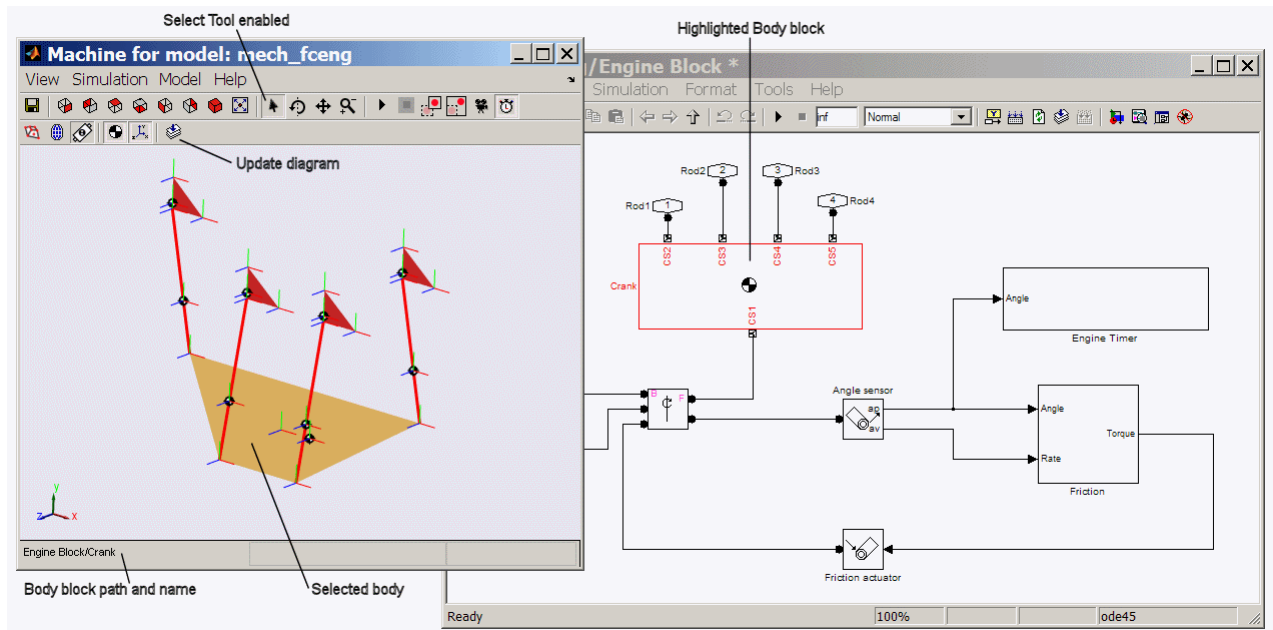 Select Tool enabled
Highlighted Body block
Machine for model: mech_fceng
View Simulation Model Help
Update diagram
y
z x
Engine Block/Crank
Body block path and name
Selected body
/Engine Block *
Simulation Format Tools Help
inf Normal
Rod2 2 3 Rod3
Rod1 1 4 Rod4
CS2 CS3 CS4 CS5
Crank
CS1
Angle
Engine Timer
B F
Angle sensor
ap
av
Angle
Torque
Rate
Friction
Friction actuator
Ready 100% ode45